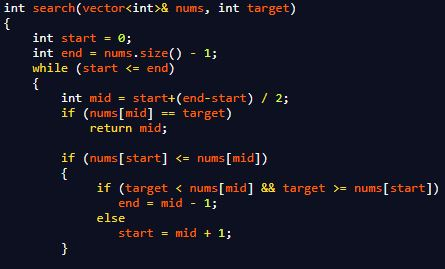 int search(vector<int>& nums, int target)
{
    int start = 0;
    int end = nums.size() - 1;
    while (start <= end)
    {
        int mid = start+(end-start) / 2;
        if (nums[mid] == target)
            return mid;
        if (nums[start] <= nums[mid])
        {
            if (target < nums[mid] && target >= nums[start])
                end = mid - 1;
            else
                start = mid + 1;
        }